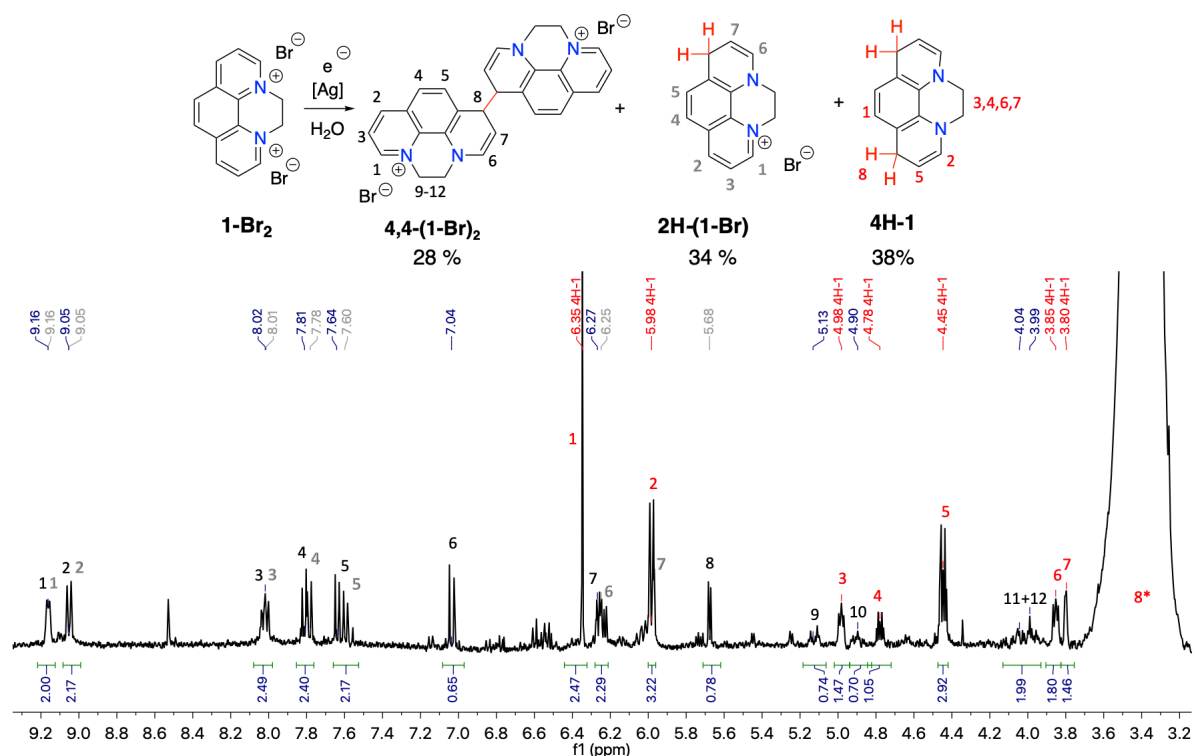 Br⊖
e⊖
[Ag]
H₂O
N ⊕
N ⊕
Br⊖
1-Br₂
4 5
2
3
1
N ⊕
N
8
7
6
9-12
N
N ⊕
Br⊖
Br⊖
4,4-(1-Br)₂
28 %
+
H
H
7
6
5
4
N
N ⊕
2
3
1
Br⊖
2H-(1-Br)
34 %
+
H
H
1
N
N
3,4,6,7
H
H
8
5
2
4H-1
38%
9.16 9.16 9.05 9.05 8.02 8.01 7.81 7.78 7.64 7.60 7.04 6.35 4H-1 6.27 6.25 5.98 4H-1 5.68 5.13 4.98 4H-1 4.90 4.78 4H-1 4.45 4H-1 4.04 3.99 3.85 4H-1 3.80 4H-1
1 1 2 2 3 3 4 4 5 5 6 1 7 6 2 7 8 9 3 10 4 5 11+12 6 7 8*
2.00 2.17 2.49 2.40 2.17 0.65 2.47 2.29 3.22 0.78 0.74 1.47 0.70 1.05 2.92 1.99 1.80 1.46
9.2 9.0 8.8 8.6 8.4 8.2 8.0 7.8 7.6 7.4 7.2 7.0 6.8 6.6 6.4 6.2 6.0 5.8 5.6 5.4 5.2 5.0 4.8 4.6 4.4 4.2 4.0 3.8 3.6 3.4 3.2
f1 (ppm)